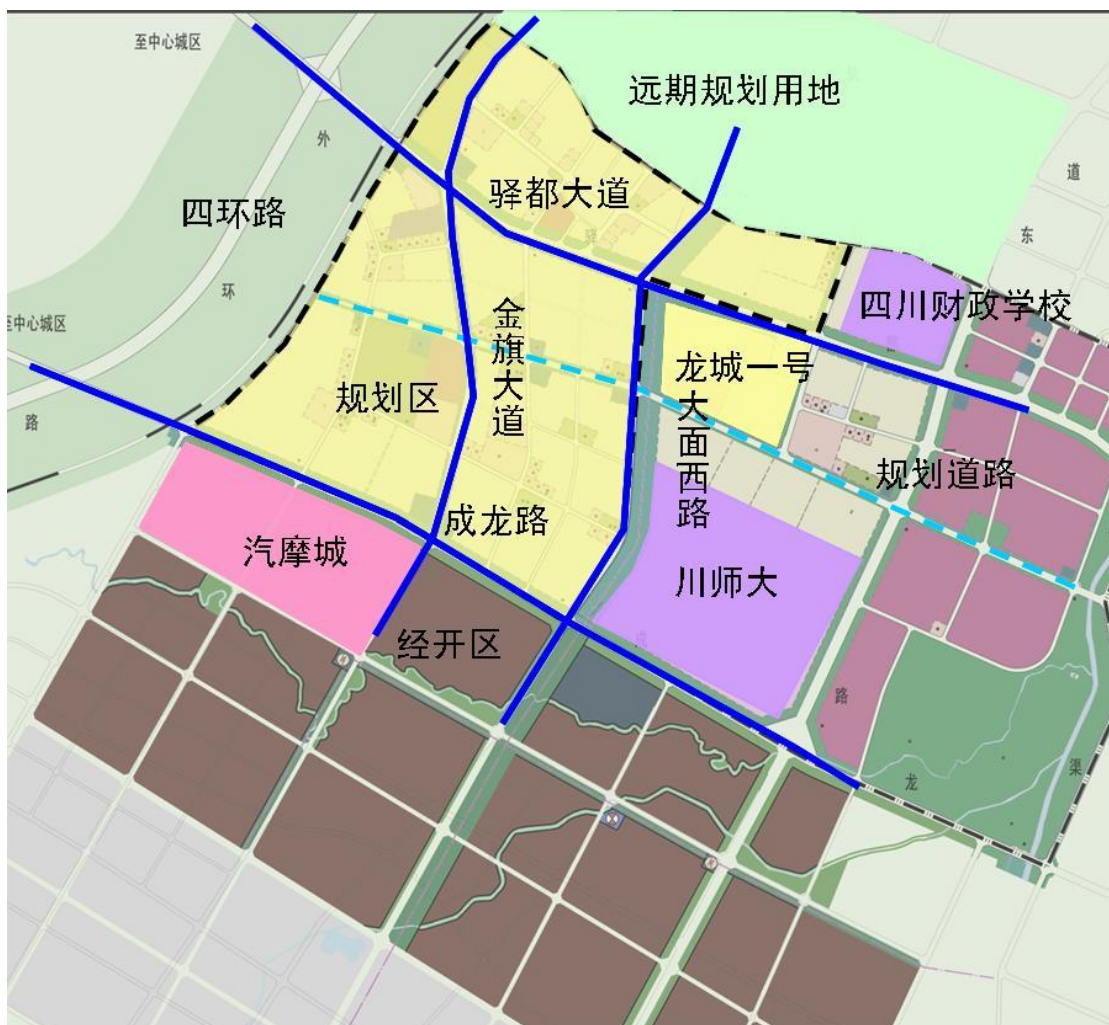 至中心城区
远期规划用地
外
道
驿都大道
四环路
东
环
四川财政学校
至中心城区
金旗大道
龙城一号
规划区
大面西路
路
规划道路
成龙路
汽摩城
川师大
经开区
路
龙
渠